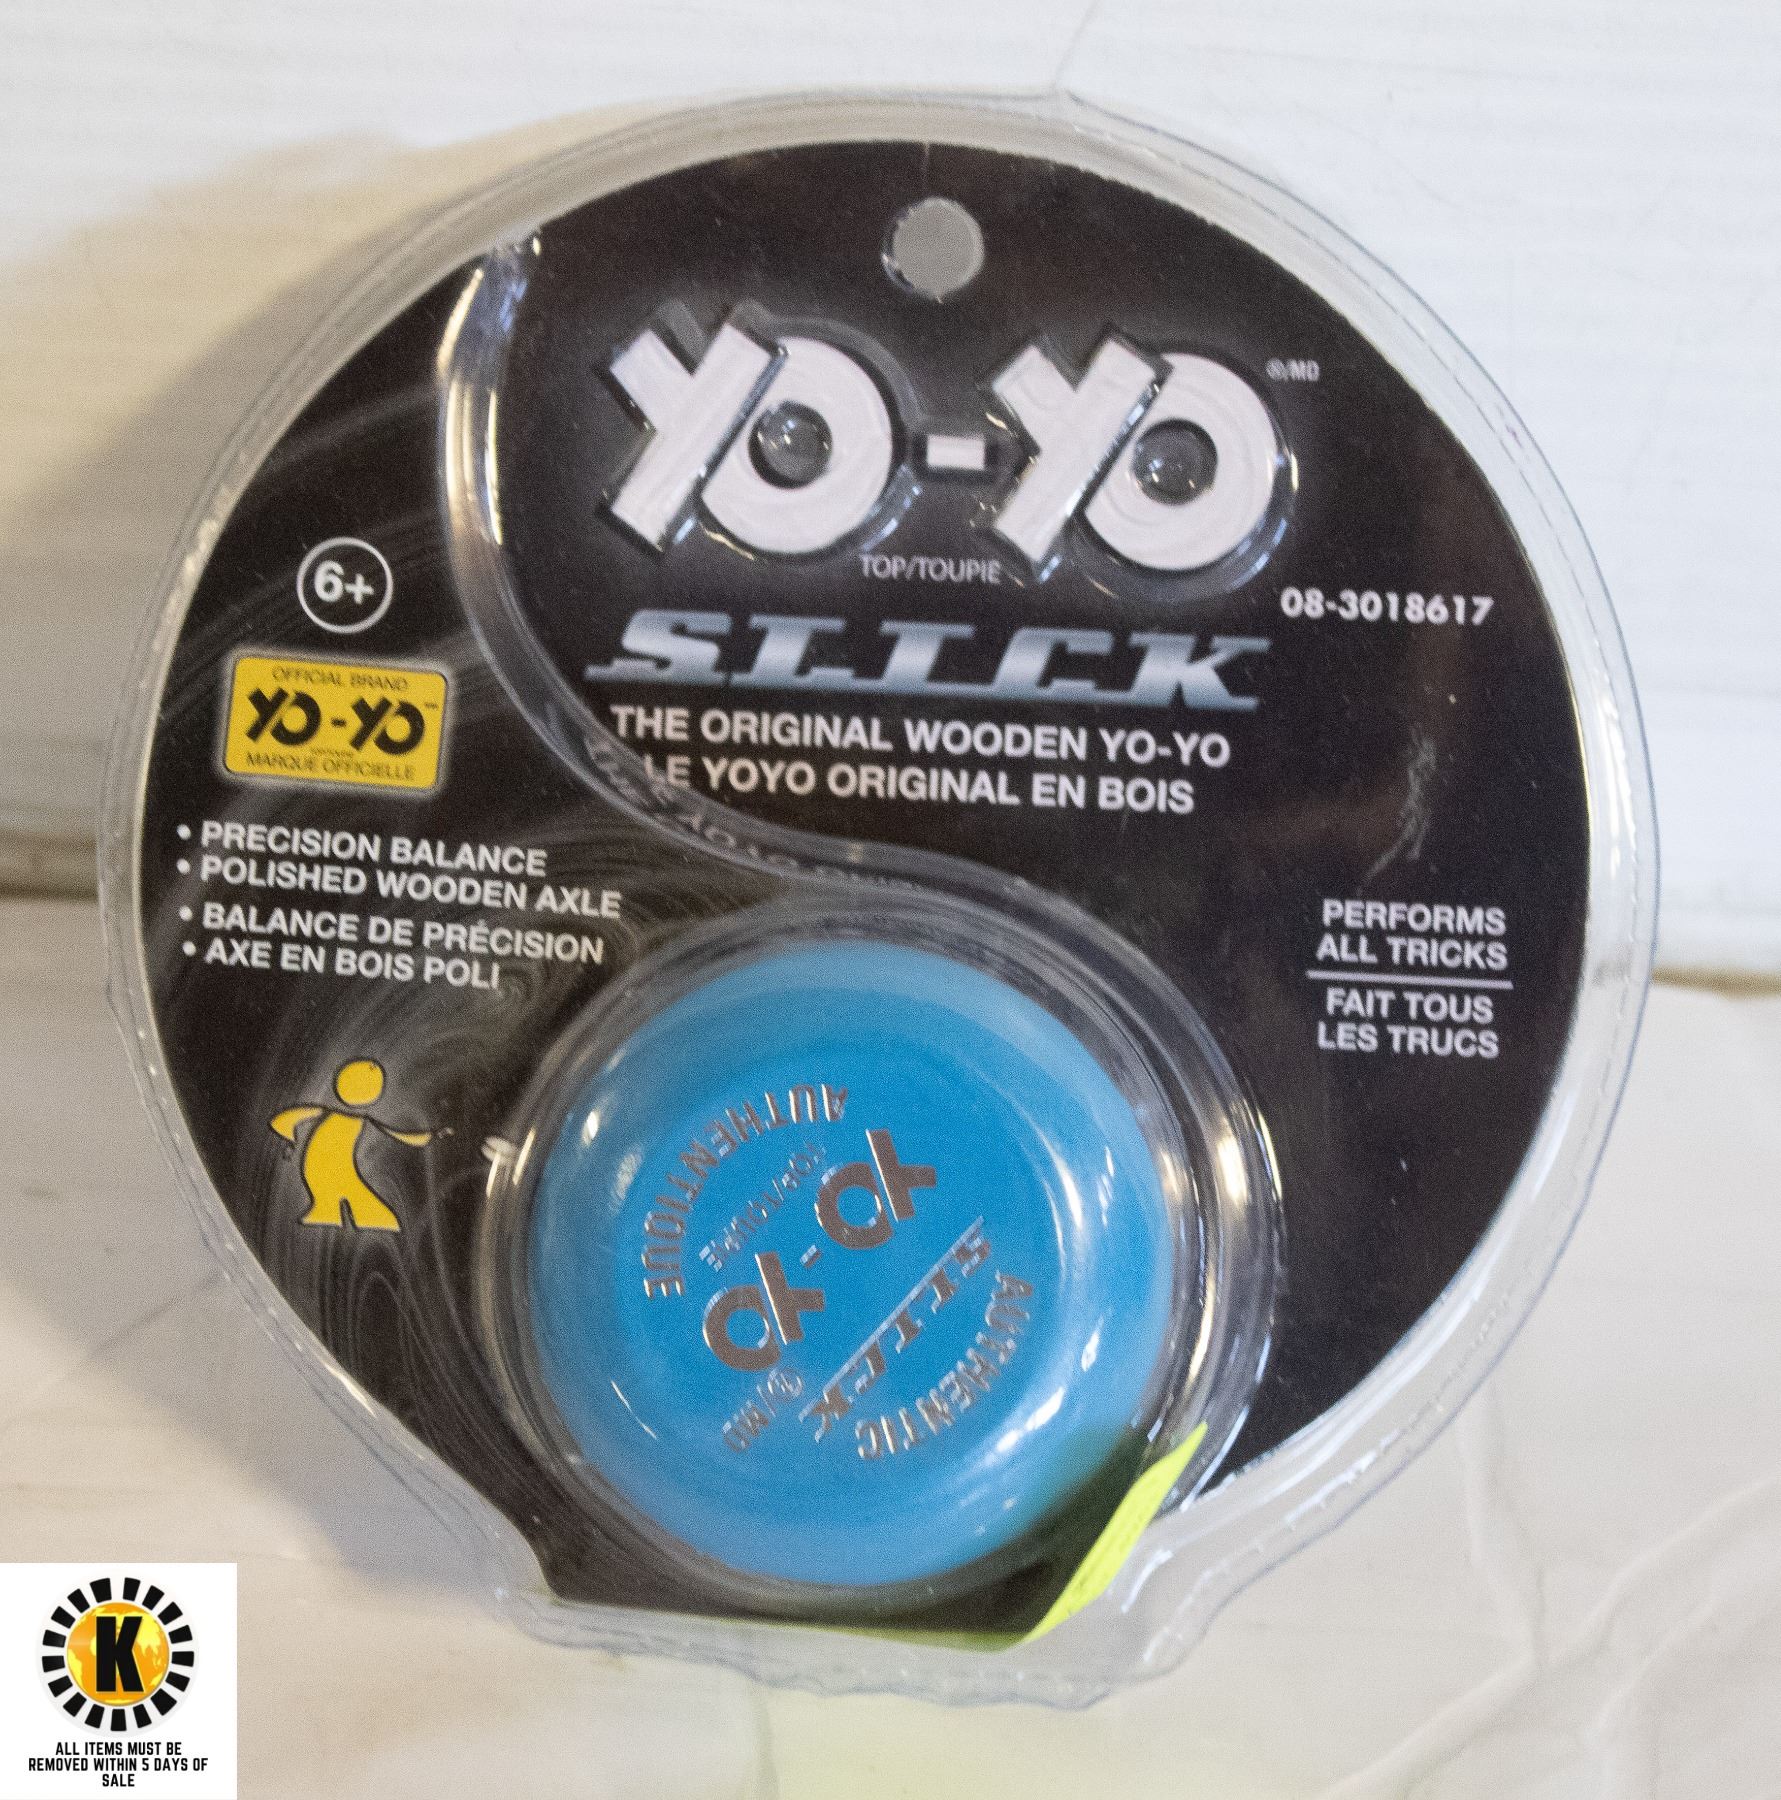 YO-YO ®/MD
TOP/TOUPIE
08-3018617
SLICK
THE ORIGINAL WOODEN YO-YO
LE YOYO ORIGINAL EN BOIS
6+
OFFICIAL BRAND
YO-YO
MARQUE OFFICIELLE
• PRECISION BALANCE
• POLISHED WOODEN AXLE
• BALANCE DE PRÉCISION
• AXE EN BOIS POLI
PERFORMS
ALL TRICKS
FAIT TOUS
LES TRUCS
AUTHENTIQUE
TOP/TOUPIE
YO-YO
®/MD
SLICK
AUTHENTIC
K
ALL ITEMS MUST BE
REMOVED WITHIN 5 DAYS OF
SALE